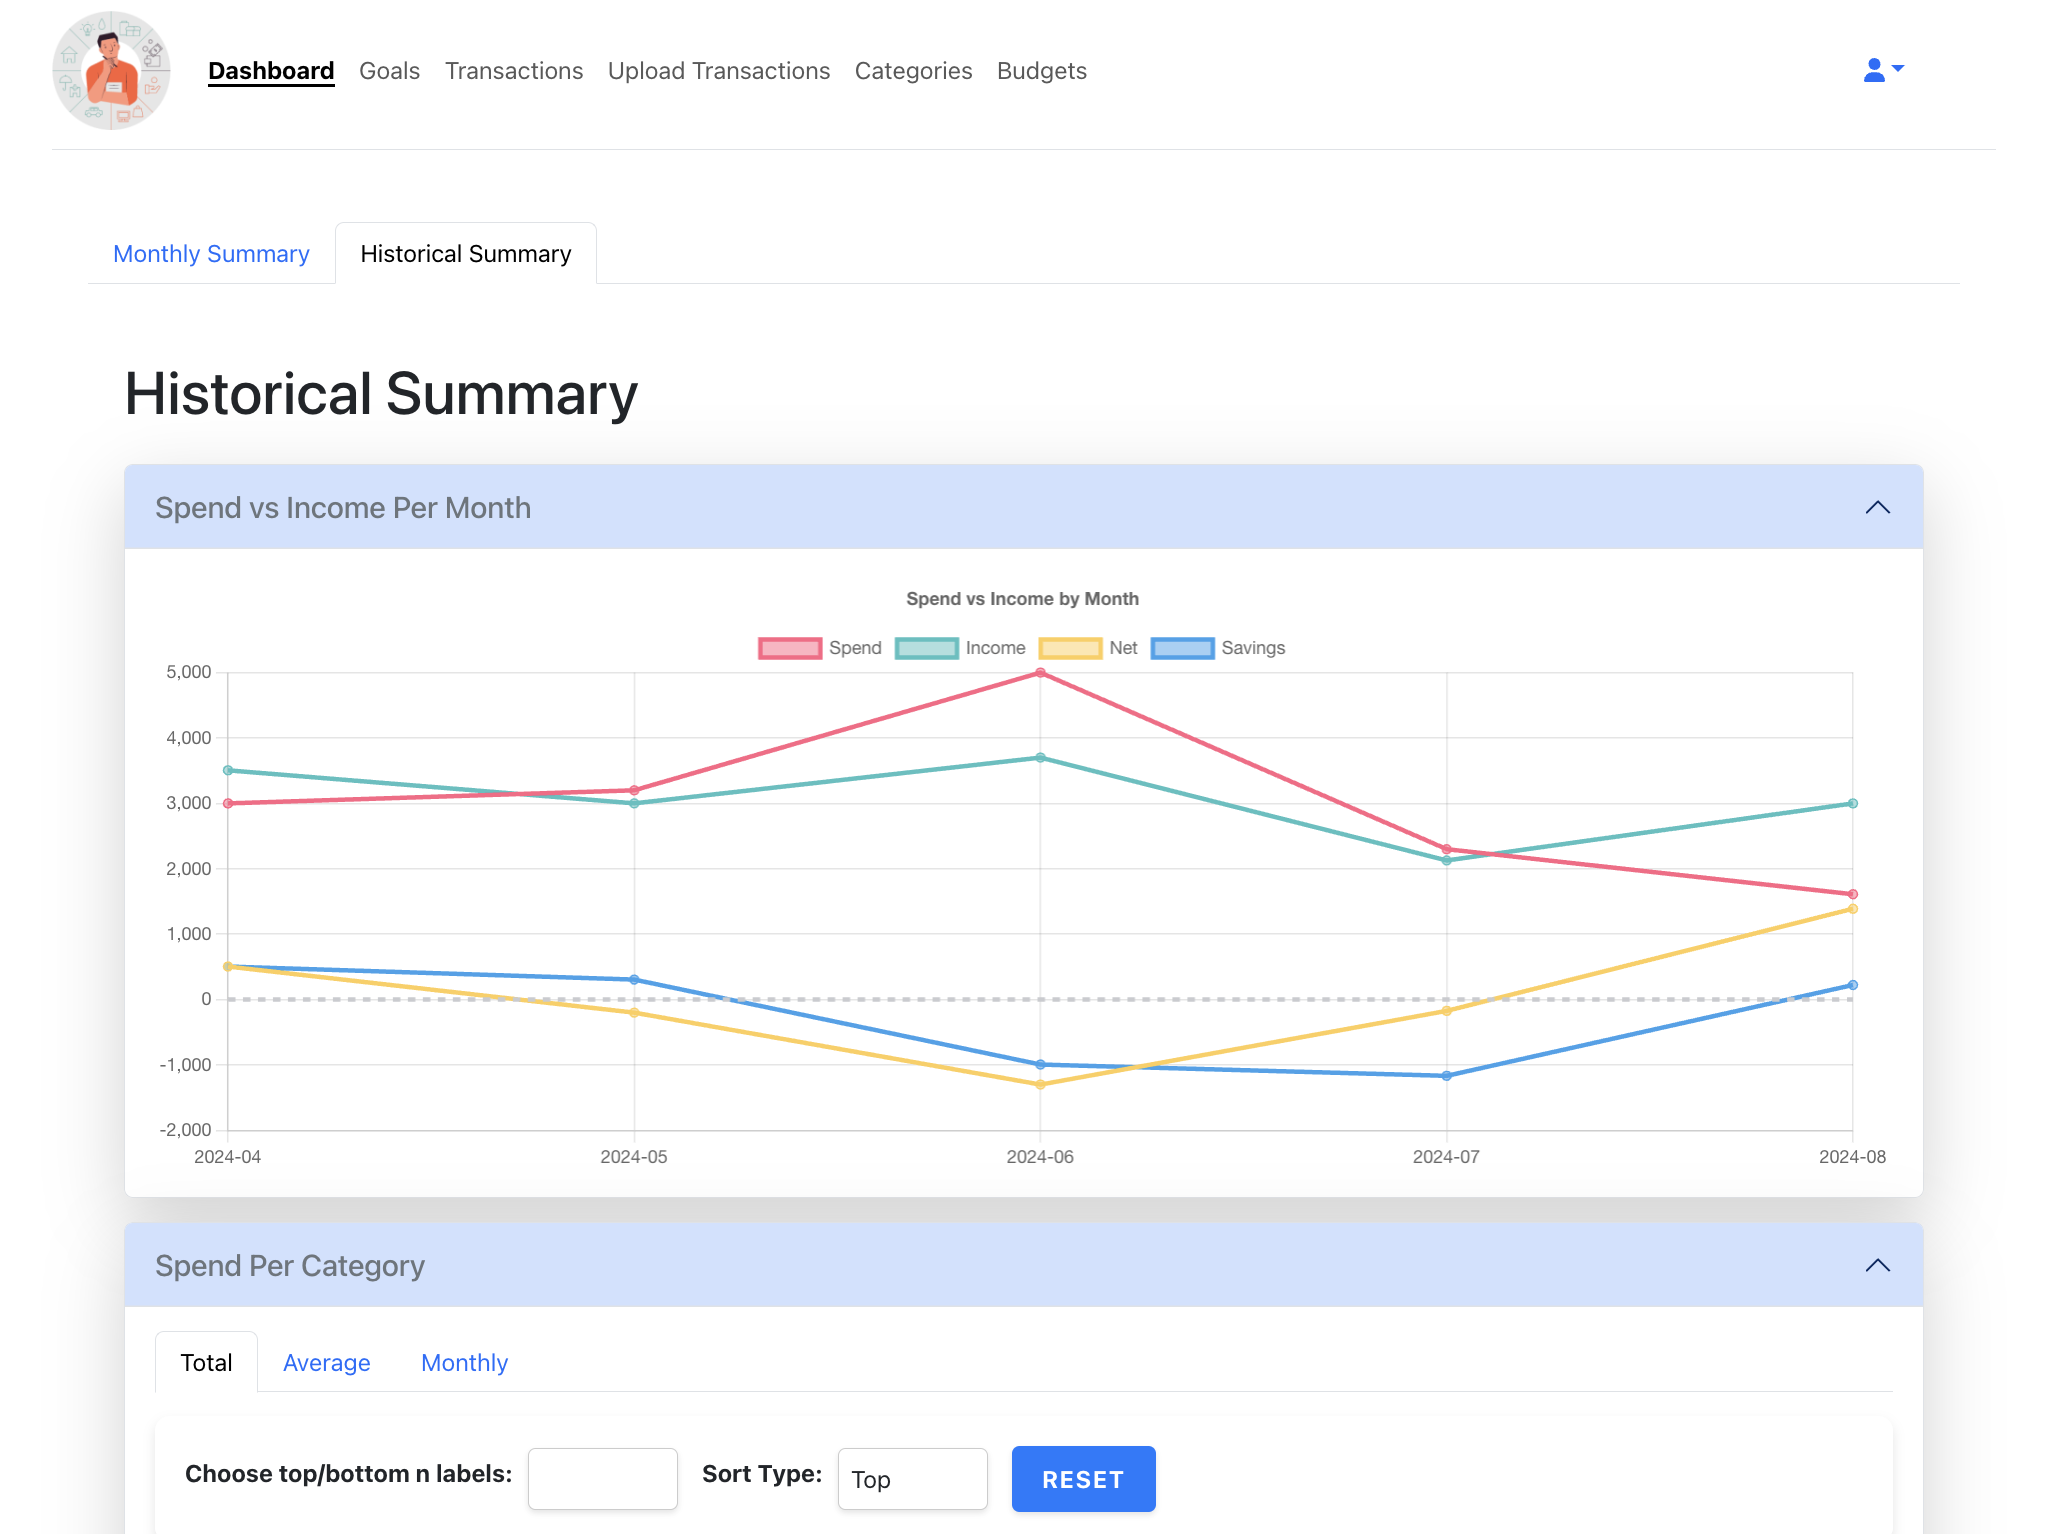 Dashboard Goals Transactions Upload Transactions Categories Budgets
Monthly Summary Historical Summary
Historical Summary
Spend vs Income Per Month
Spend vs Income by Month
Spend Income Net Savings
5,000
4,000
3,000
2,000
1,000
0
-1,000
-2,000
2024-04 2024-05 2024-06 2024-07 2024-08
Spend Per Category
Total Average Monthly
Choose top/bottom n labels: Sort Type: Top RESET